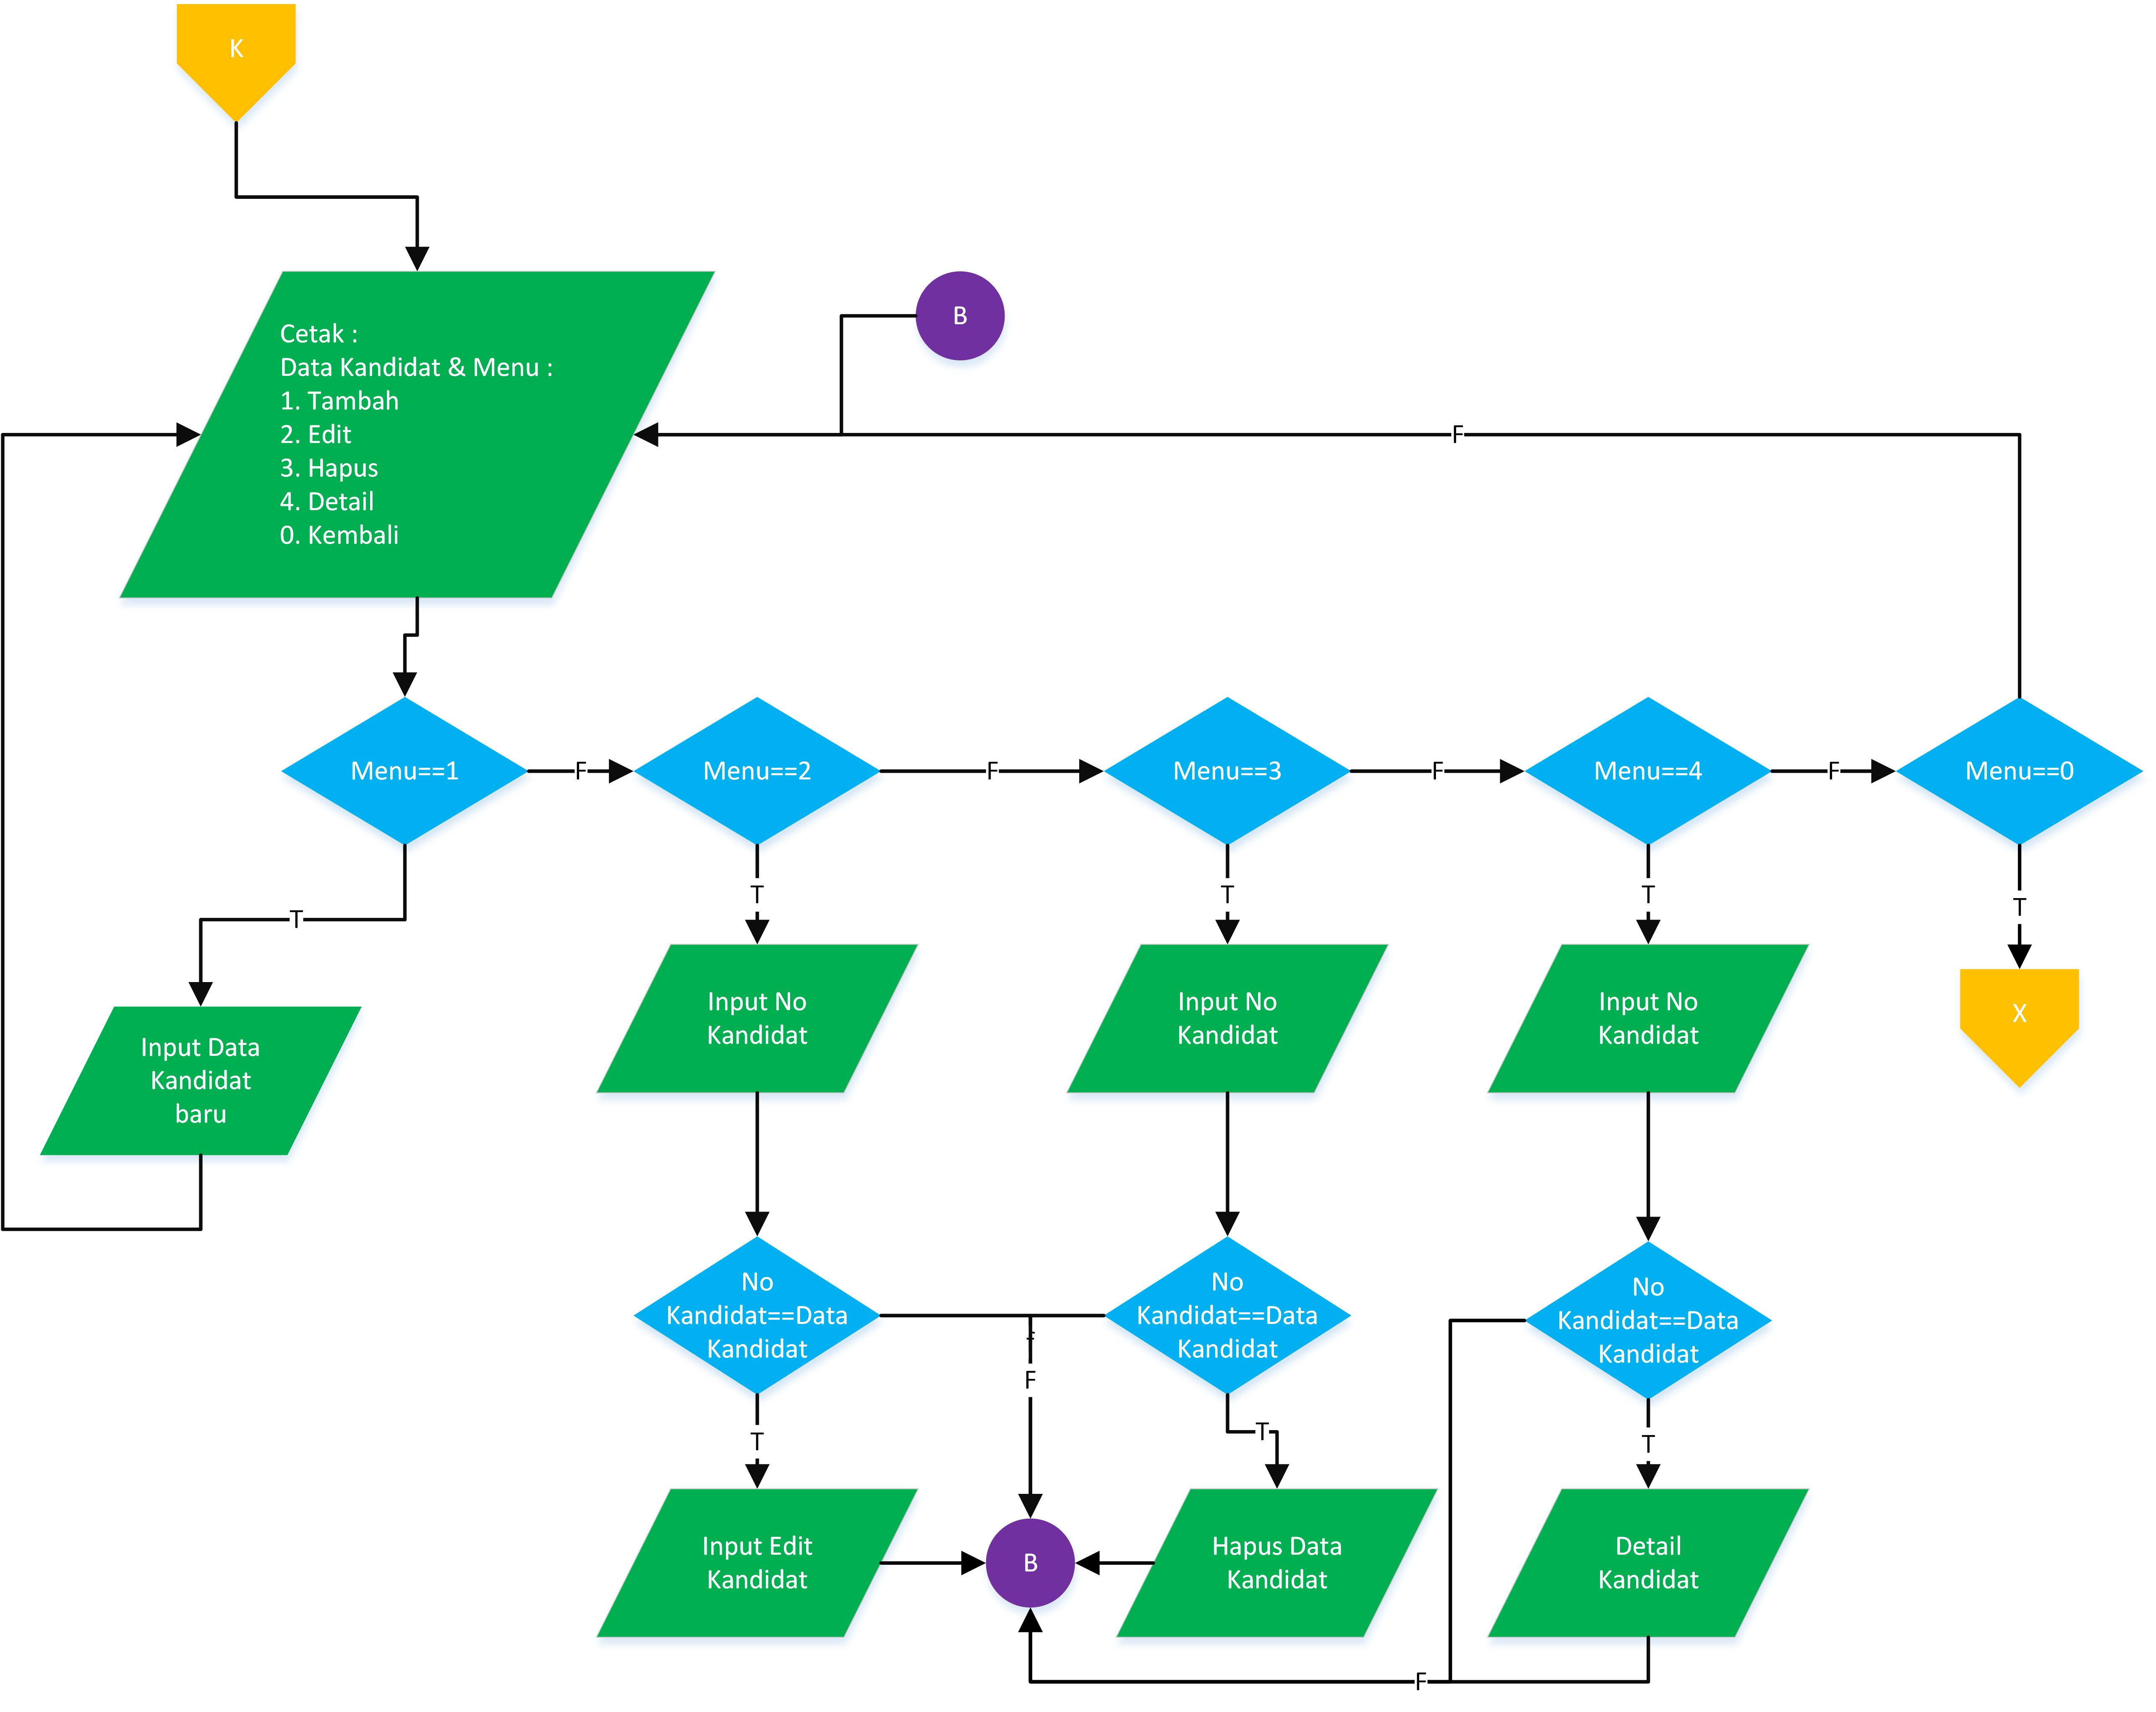 K
Cetak :
Data Kandidat & Menu :
1. Tambah
2. Edit
3. Hapus
4. Detail
0. Kembali
B
F
Menu==1
F
Menu==2
F
Menu==3
F
Menu==4
F
Menu==0
T
T
T
T
T
Input Data
Kandidat
baru
Input No
Kandidat
Input No
Kandidat
Input No
Kandidat
X
No
Kandidat==Data
Kandidat
F
F
No
Kandidat==Data
Kandidat
No
Kandidat==Data
Kandidat
T
T
T
Input Edit
Kandidat
B
Hapus Data
Kandidat
Detail
Kandidat
F